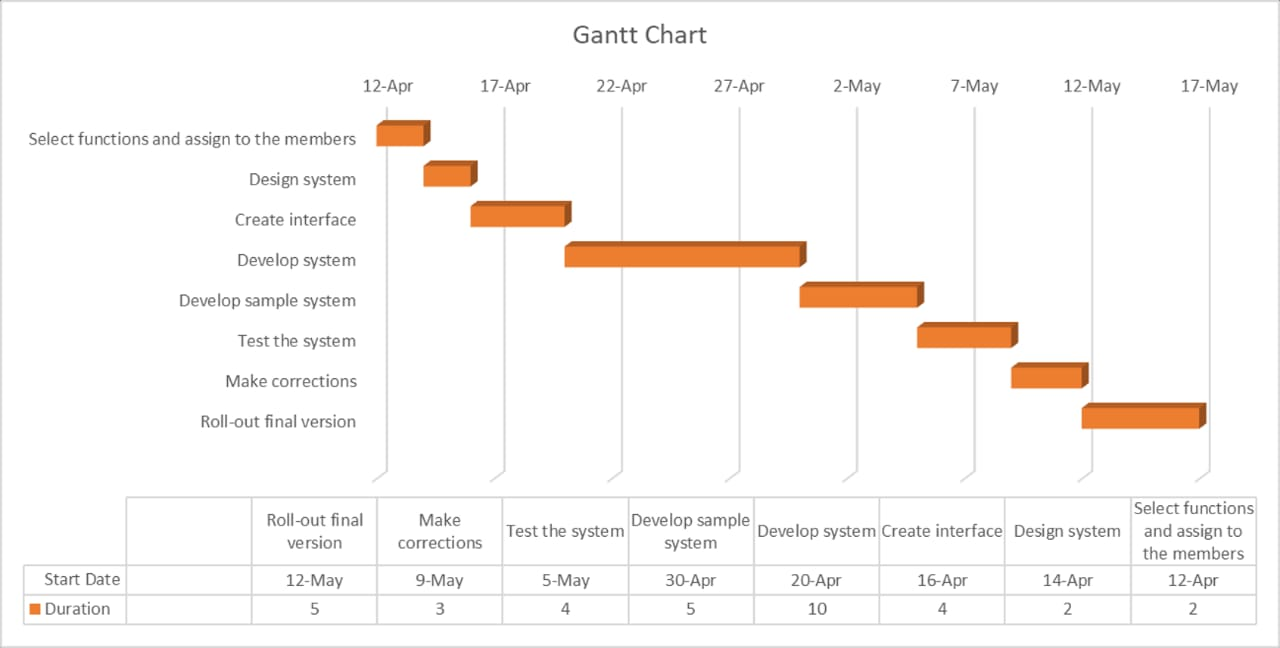 Gantt Chart
12-Apr 17-Apr 22-Apr 27-Apr 2-May 7-May 12-May 17-May
Select functions and assign to the members
Design system
Create interface
Develop system
Develop sample system
Test the system
Make corrections
Roll-out final version
Roll-out final version Make corrections Test the system Develop sample system Develop system Create interface Design system Select functions and assign to the members
Start Date 12-May 9-May 5-May 30-Apr 20-Apr 16-Apr 14-Apr 12-Apr
Duration 5 3 4 5 10 4 2 2